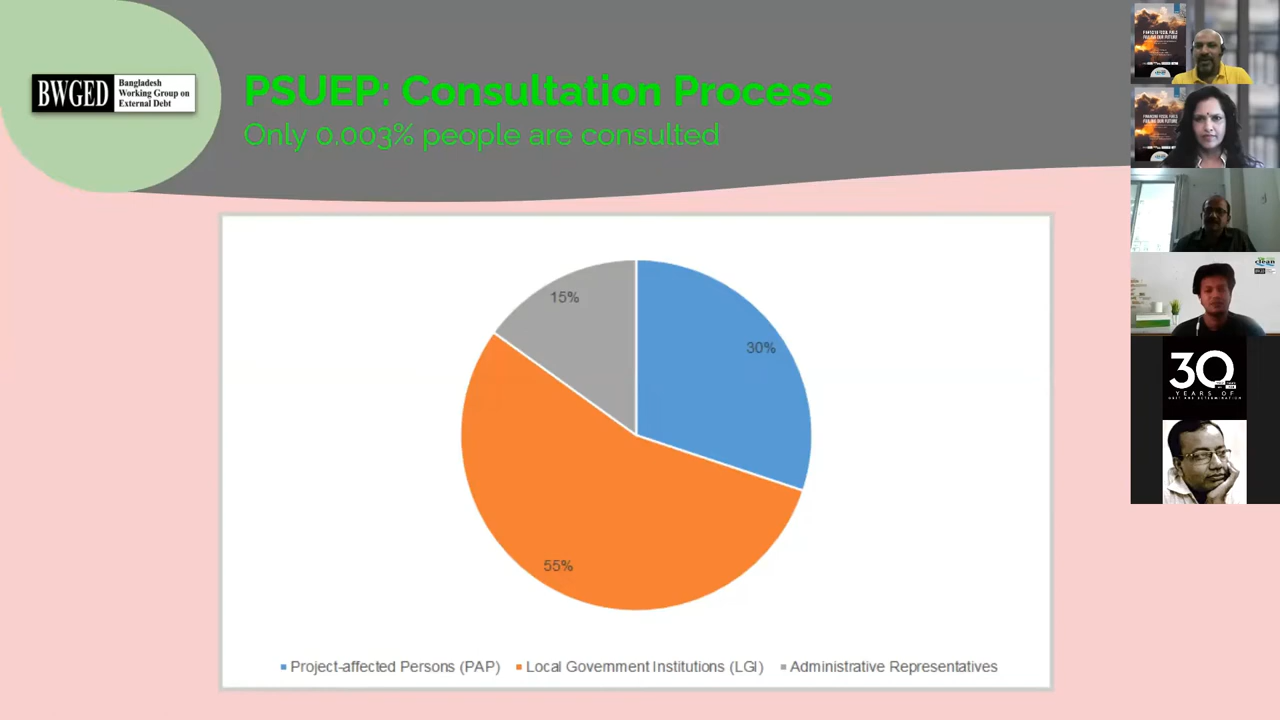 BWGED
Bangladesh
Working Group on
External Debt
PSUEP: Consultation Process
Only 0.003% people are consulted
15%
30%
55%
Project-affected Persons (PAP)
Local Government Institutions (LGI)
Administrative Representatives
clean
30
YEARS OF